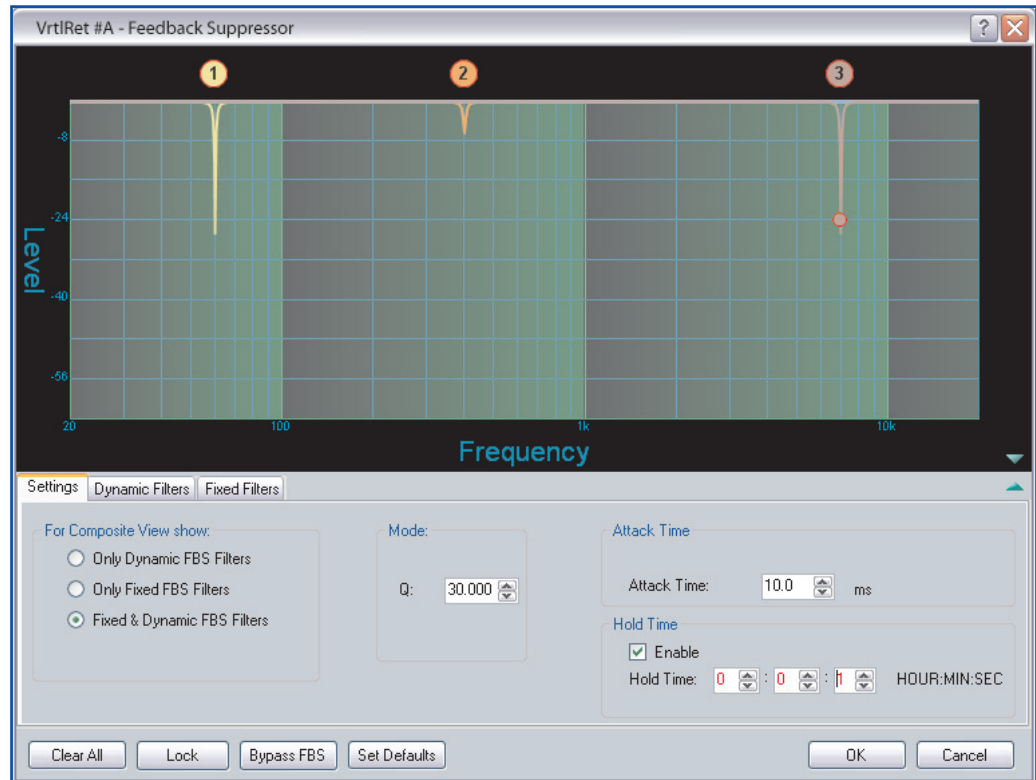 VrtlRet #A - Feedback Suppressor
?
1 2 3
-8
-24
-40
-56
Level
20 100 1k 10k
Frequency
Settings Dynamic Filters Fixed Filters
For Composite View show:
Only Dynamic FBS Filters
Only Fixed FBS Filters
Fixed & Dynamic FBS Filters
Mode:
Q: 30.000
Attack Time
Attack Time: 10.0 ms
Hold Time
Enable
Hold Time: 0 : 0 : 1 HOUR:MIN:SEC
Clear All Lock Bypass FBS Set Defaults OK Cancel